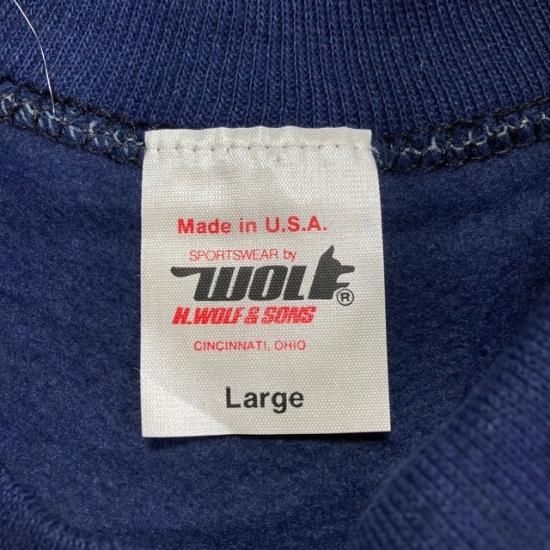 Made in U.S.A.
SPORTSWEAR by
WOLF®
H.WOLF & SONS
CINCINNATI, OHIO
Large